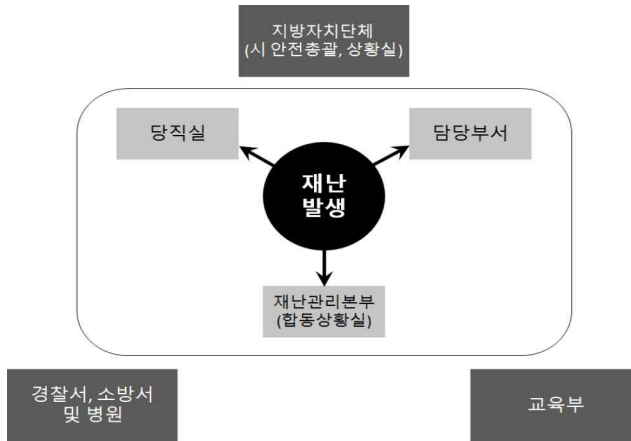 지방자치단체
(시 안전총괄, 상황실)
당직실
담당부서
재난
발생
재난관리본부
(합동상황실)
경찰서, 소방서
및 병원
교육부